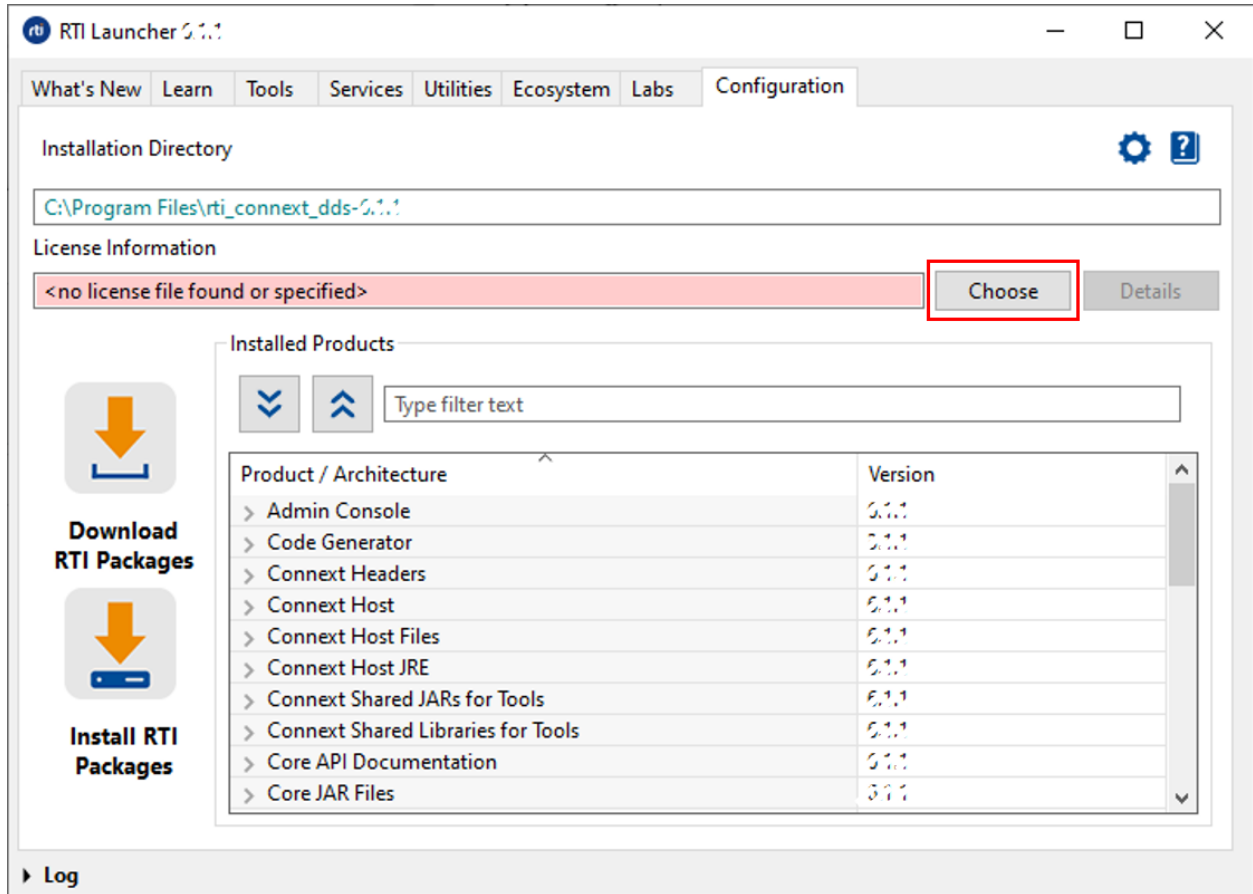 rti RTI Launcher
What's New Learn Tools Services Utilities Ecosystem Labs Configuration
Installation Directory
?
C:\Program Files\rti_connext_dds-
License Information
<no license file found or specified> Choose Details
Installed Products
Type filter text
Product / Architecture Version
Admin Console
Code Generator
Connext Headers
Connext Host
Connext Host Files
Connext Host JRE
Connext Shared JARs for Tools
Connext Shared Libraries for Tools
Core API Documentation
Core JAR Files
Download
RTI Packages
Install RTI
Packages
Log